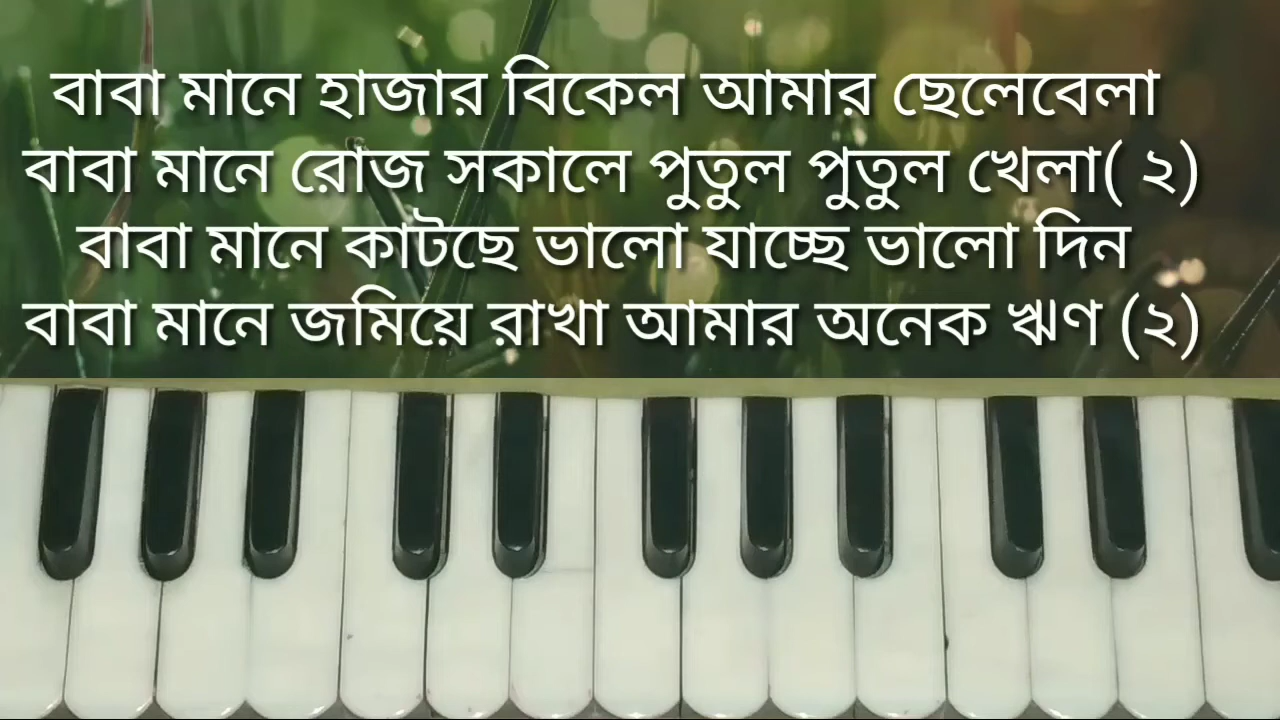 বাবা মানে হাজার বিকেল আমার ছেলেবেলা
বাবা মানে রোজ সকালে পুতুল পুতুল খেলা( ২)
বাবা মানে কাটছে ভালো যাচ্ছে ভালো দিন
বাবা মানে জমিয়ে রাখা আমার অনেক ঋণ (২)